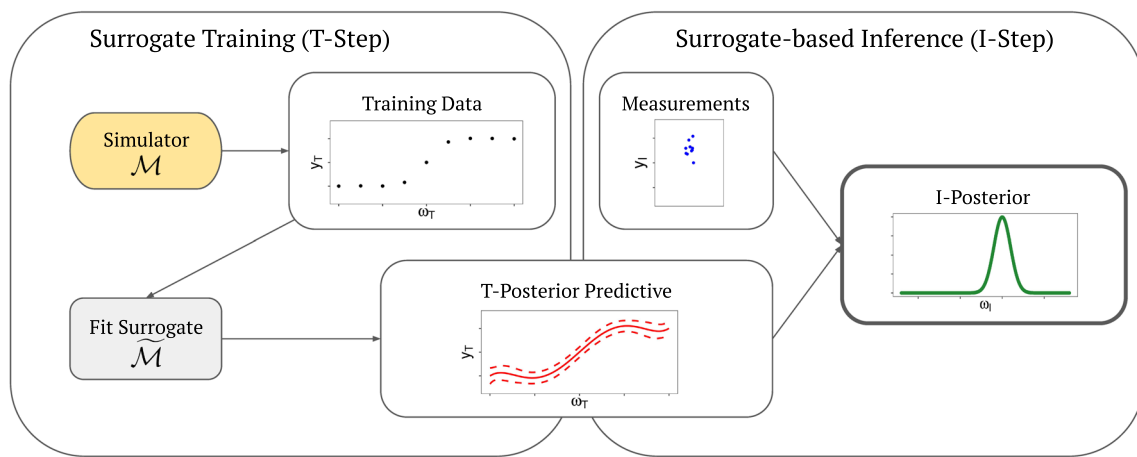 Surrogate Training (T-Step)
Surrogate-based Inference (I-Step)
Simulator
ℳ
Training Data
y_T
ω_T
Measurements
y_I
I-Posterior
ω_I
Fit Surrogate
ℳ̃
T-Posterior Predictive
y_T
ω_T